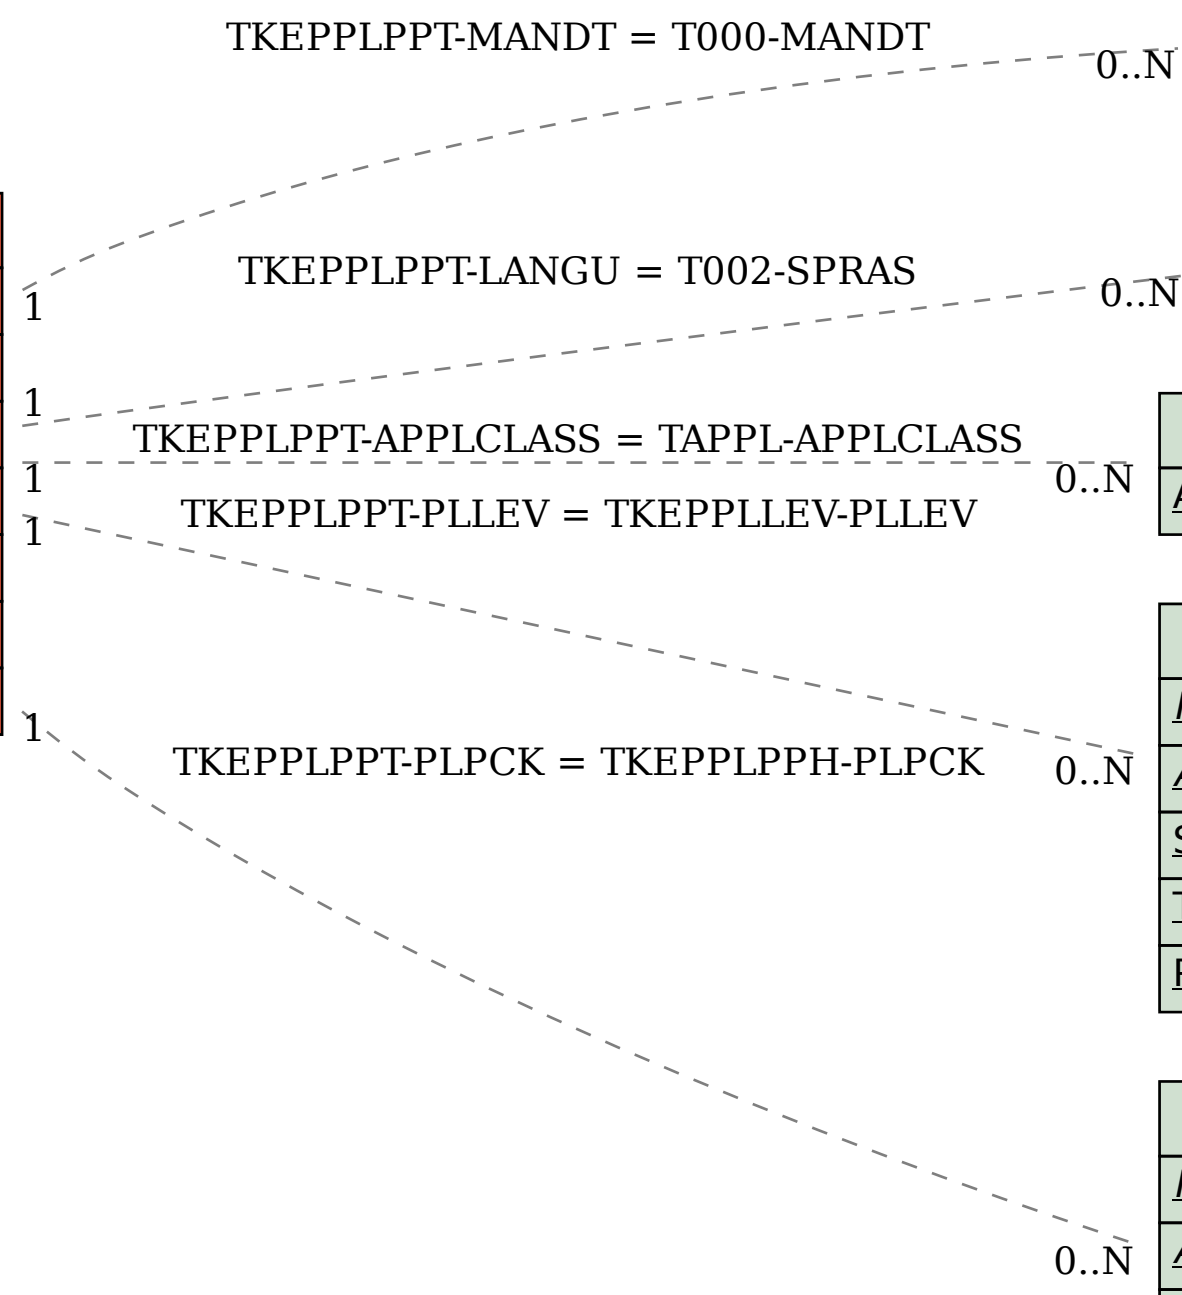 TKEPPLPPT-MANDT = T000-MANDT
0..N
TKEPPLPPT-LANGU = T002-SPRAS
0..N
1
1
TKEPPLPPT-APPLCLASS = TAPPL-APPLCLASS
1
0..N
TKEPPLPPT-PLLEV = TKEPPLLEV-PLLEV
1
1
TKEPPLPPT-PLPCK = TKEPPLPPH-PLPCK
0..N
0..N